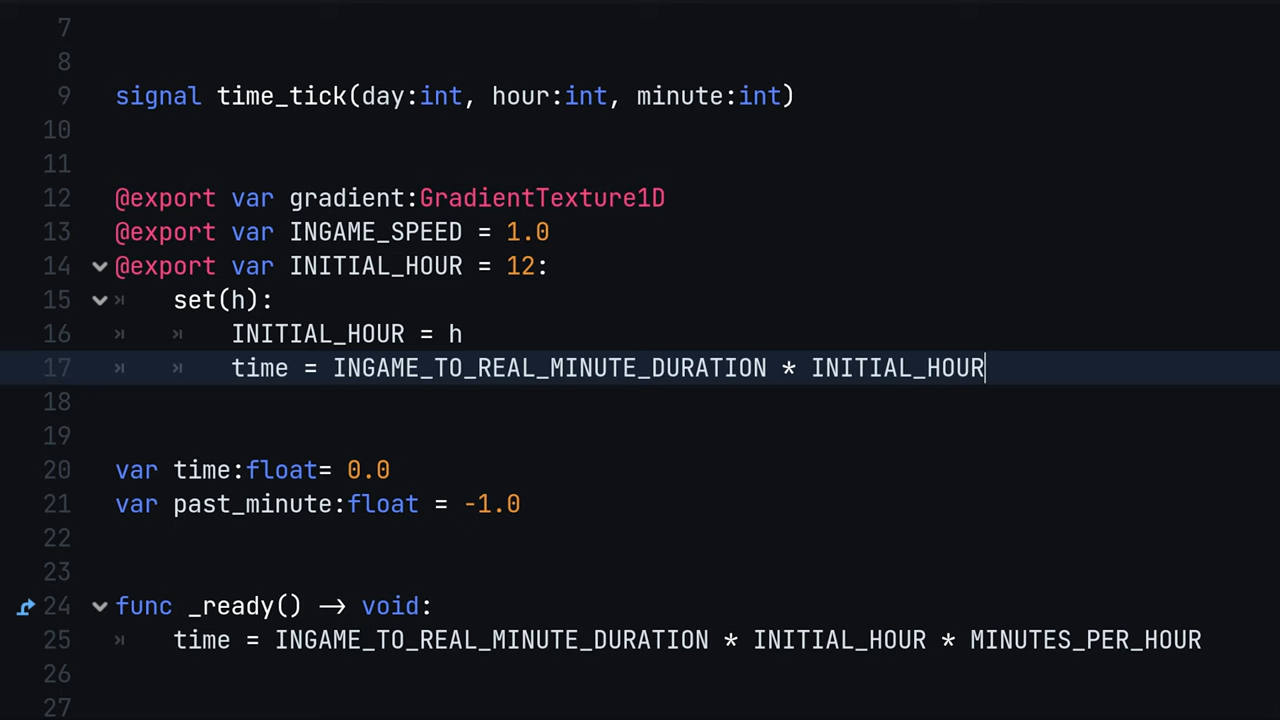 7
8
9 signal time_tick(day:int, hour:int, minute:int)
10
11
12 @export var gradient:GradientTexture1D
13 @export var INGAME_SPEED = 1.0
14 @export var INITIAL_HOUR = 12:
15 set(h):
16 INITIAL_HOUR = h
17 time = INGAME_TO_REAL_MINUTE_DURATION * INITIAL_HOUR
18
19
20 var time:float= 0.0
21 var past_minute:float = -1.0
22
23
24 func _ready() -> void:
25 time = INGAME_TO_REAL_MINUTE_DURATION * INITIAL_HOUR * MINUTES_PER_HOUR
26
27